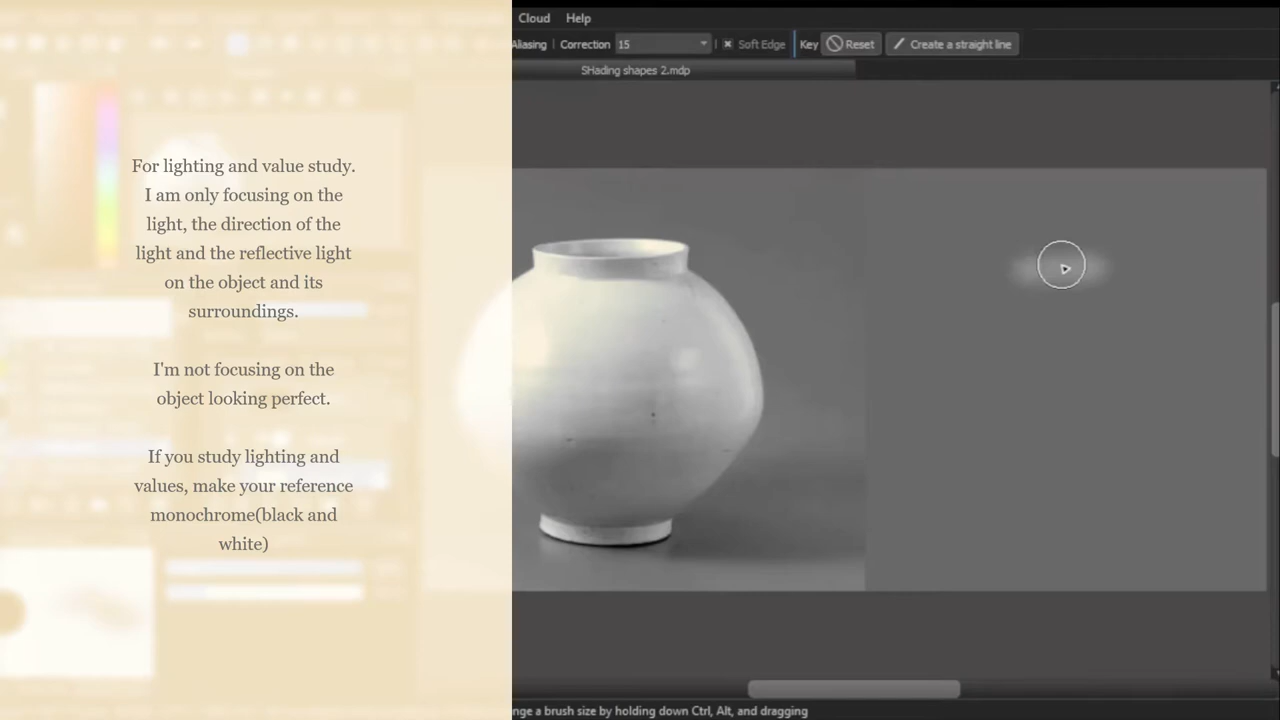 Cloud Help
Aliasing Correction 15 Soft Edge Key Reset Create a straight line
SHading shapes 2.mdp
For lighting and value study.
I am only focusing on the
light, the direction of the
light and the reflective light
on the object and its
surroundings.
I'm not focusing on the
object looking perfect.
If you study lighting and
values, make your reference
monochrome(black and
white)
nge a brush size by holding down Ctrl, Alt, and dragging